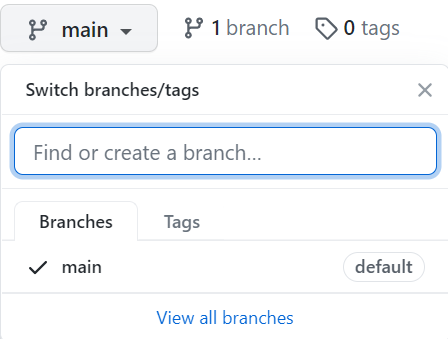 main 1 branch 0 tags
Switch branches/tags
Find or create a branch...
Branches Tags
main default
View all branches